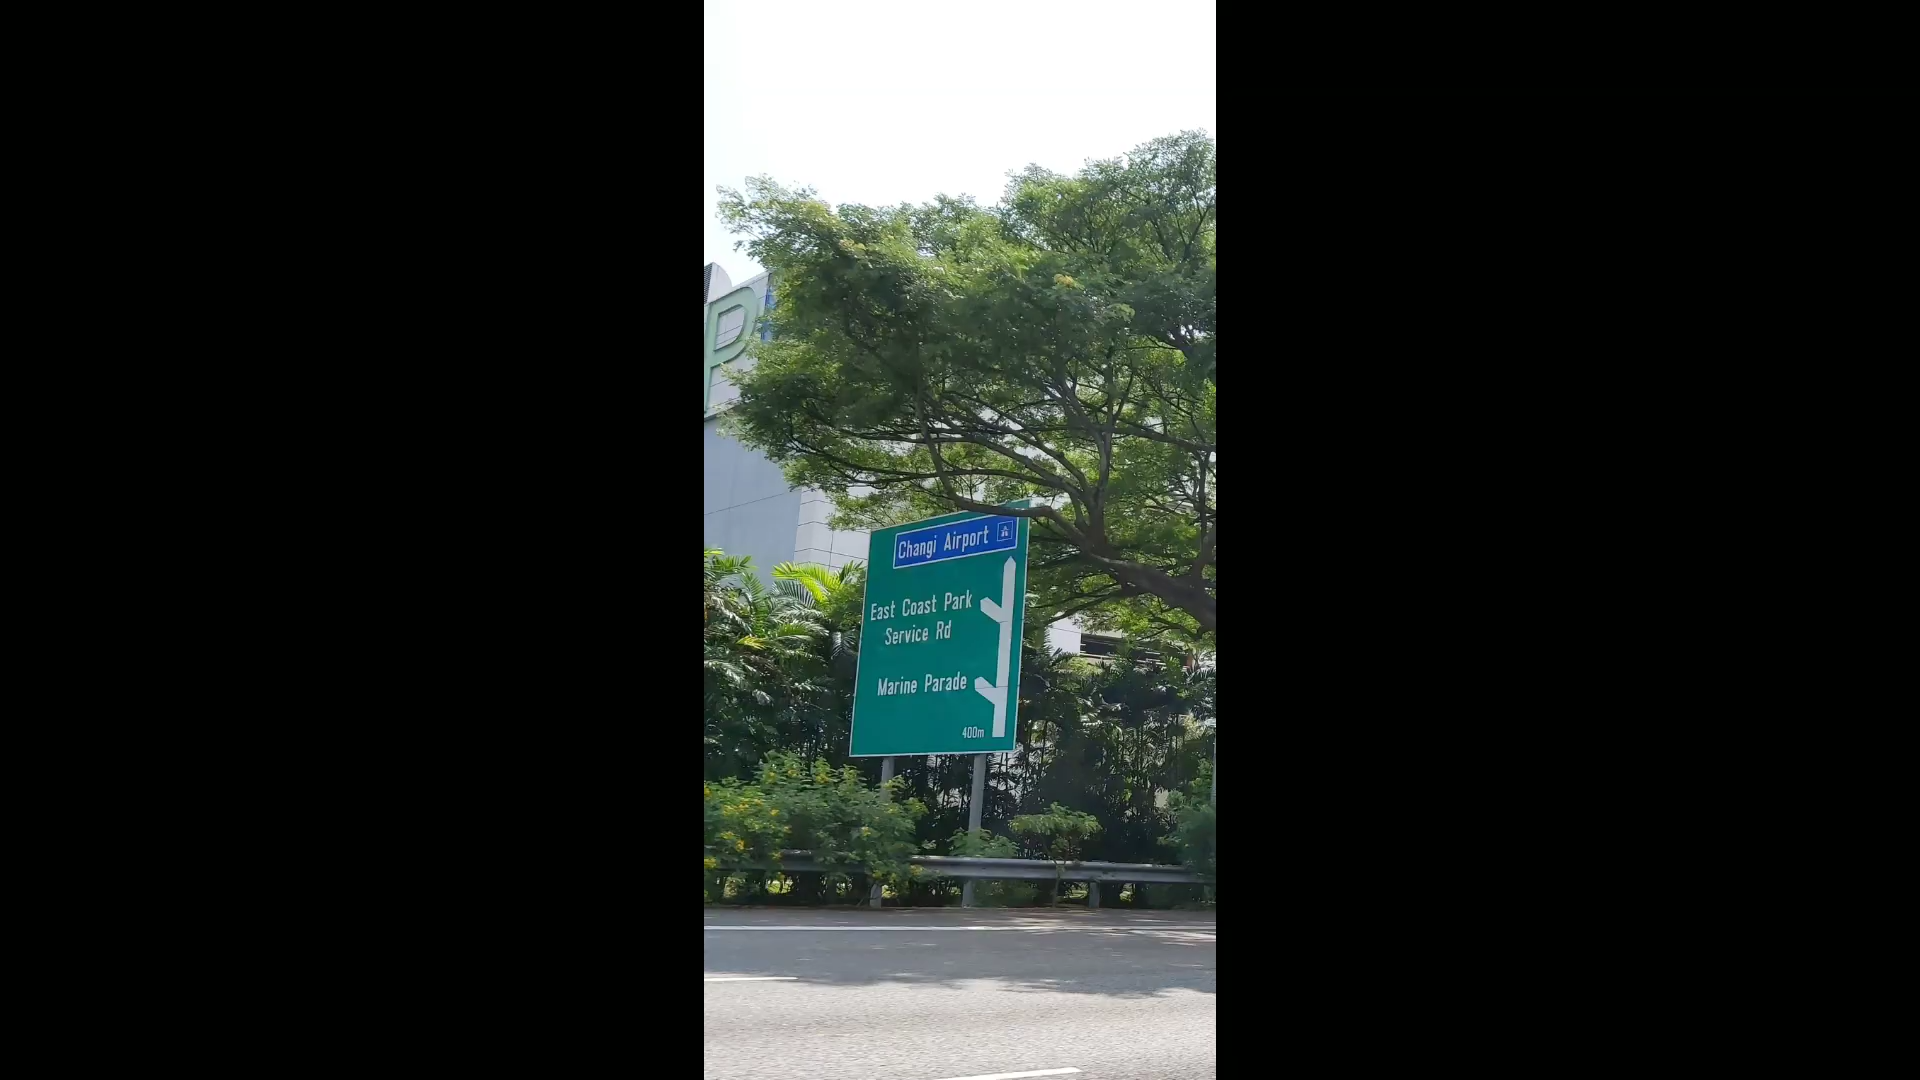 P
Changi Airport
East Coast Park
Service Rd
Marine Parade
400m